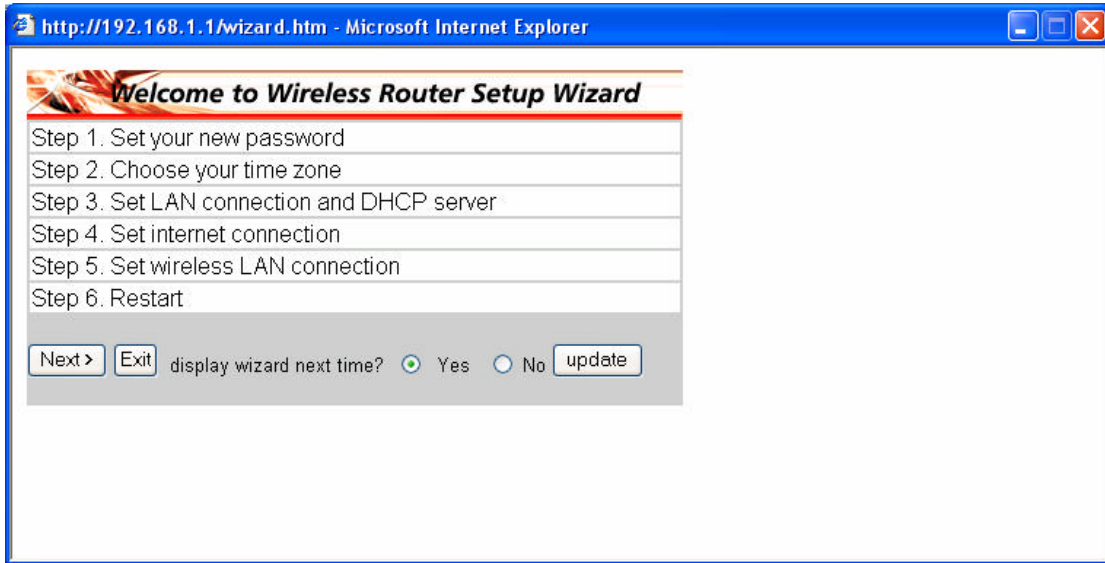 http://192.168.1.1/wizard.htm - Microsoft Internet Explorer
Welcome to Wireless Router Setup Wizard
Step 1. Set your new password
Step 2. Choose your time zone
Step 3. Set LAN connection and DHCP server
Step 4. Set internet connection
Step 5. Set wireless LAN connection
Step 6. Restart
Next > Exit display wizard next time? Yes No update